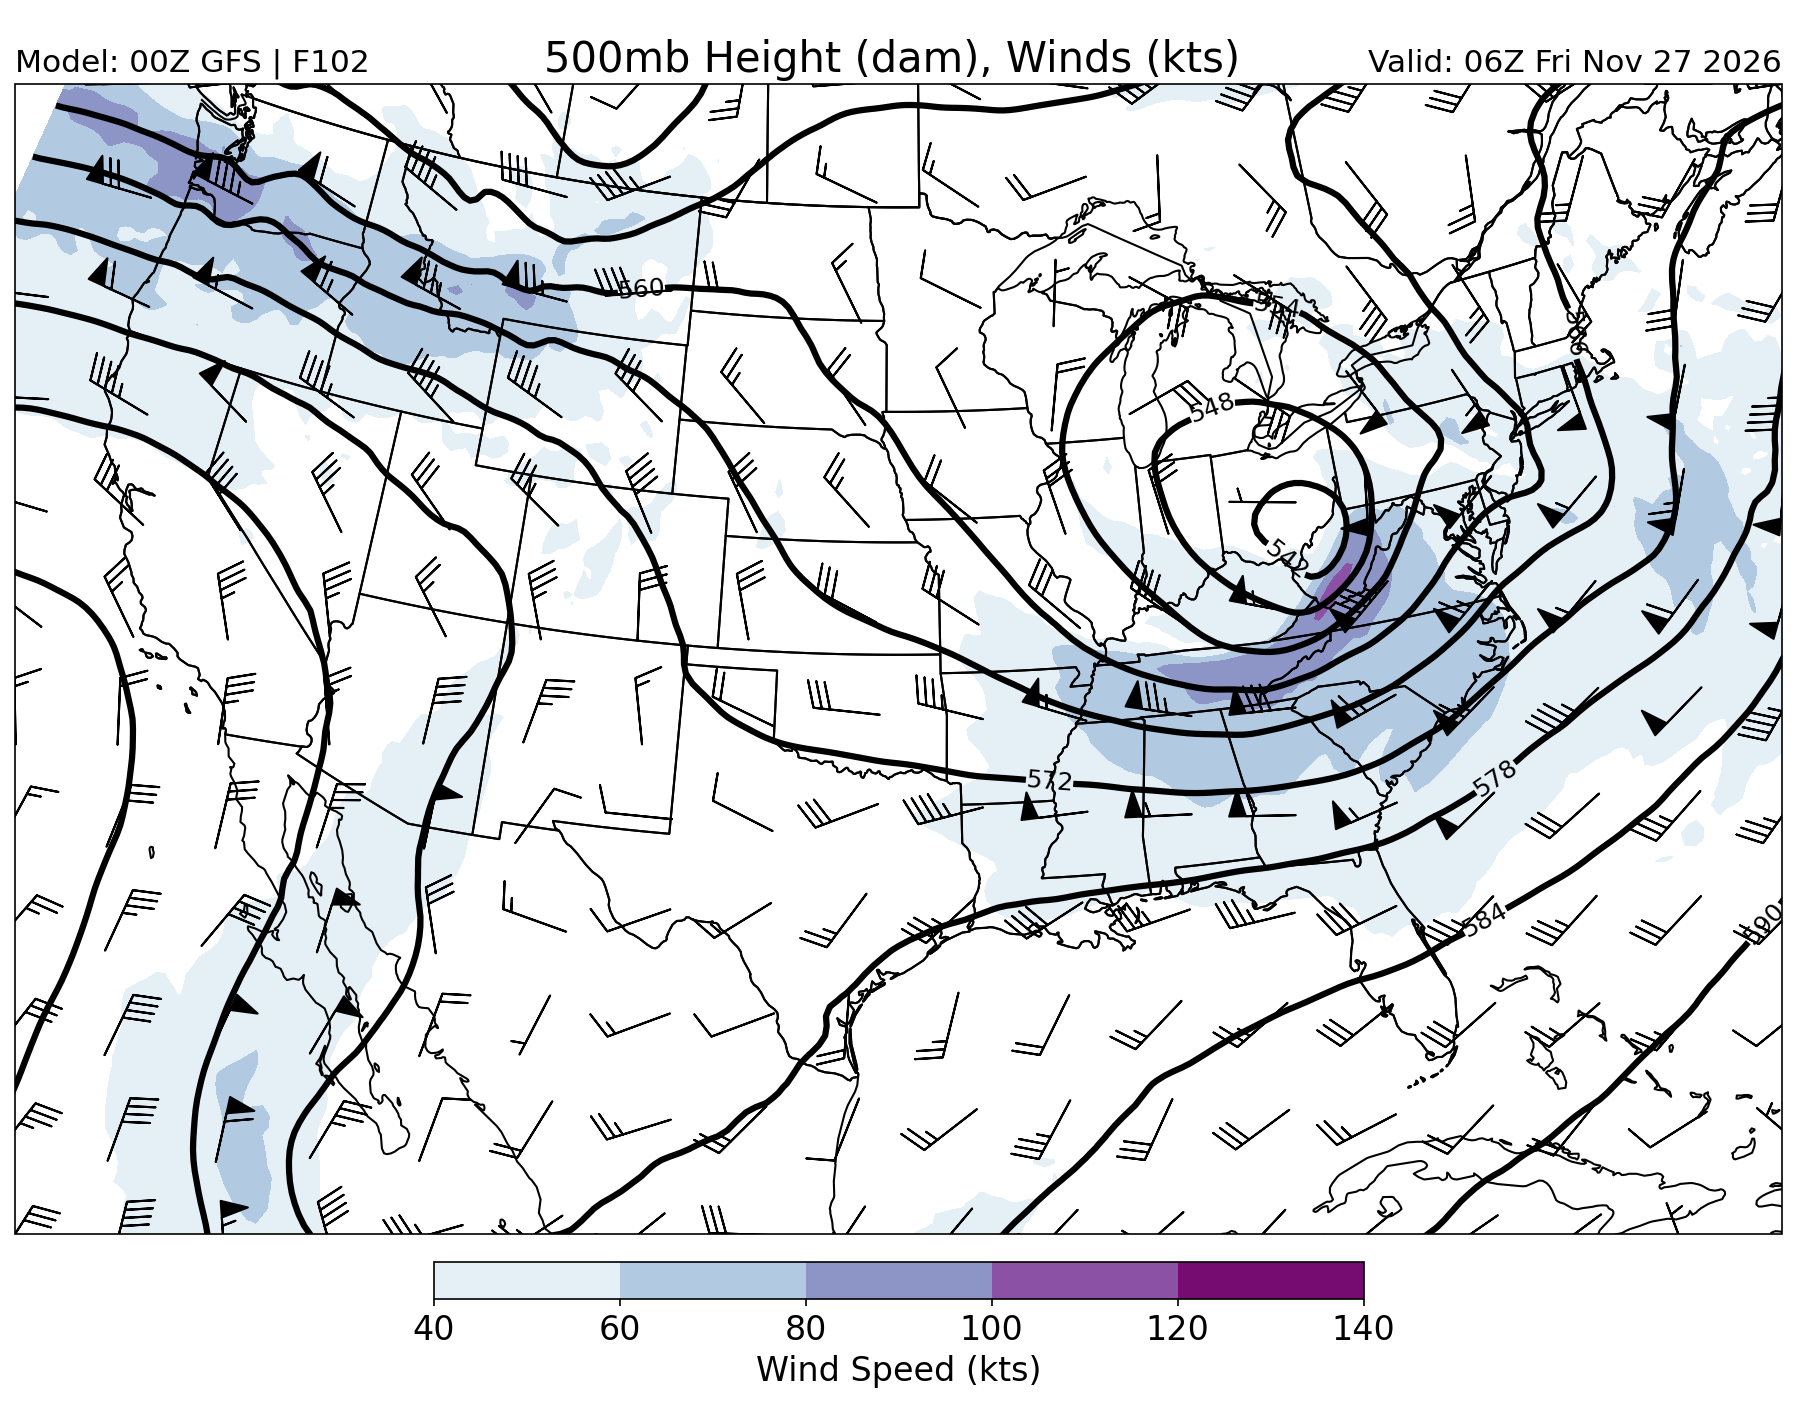 Model: 00Z GFS | F102
500mb Height (dam), Winds (kts)
Valid: 06Z Fri Nov 27 2026
560
554
548
54
572
578
584
590
40 60 80 100 120 140
Wind Speed (kts)